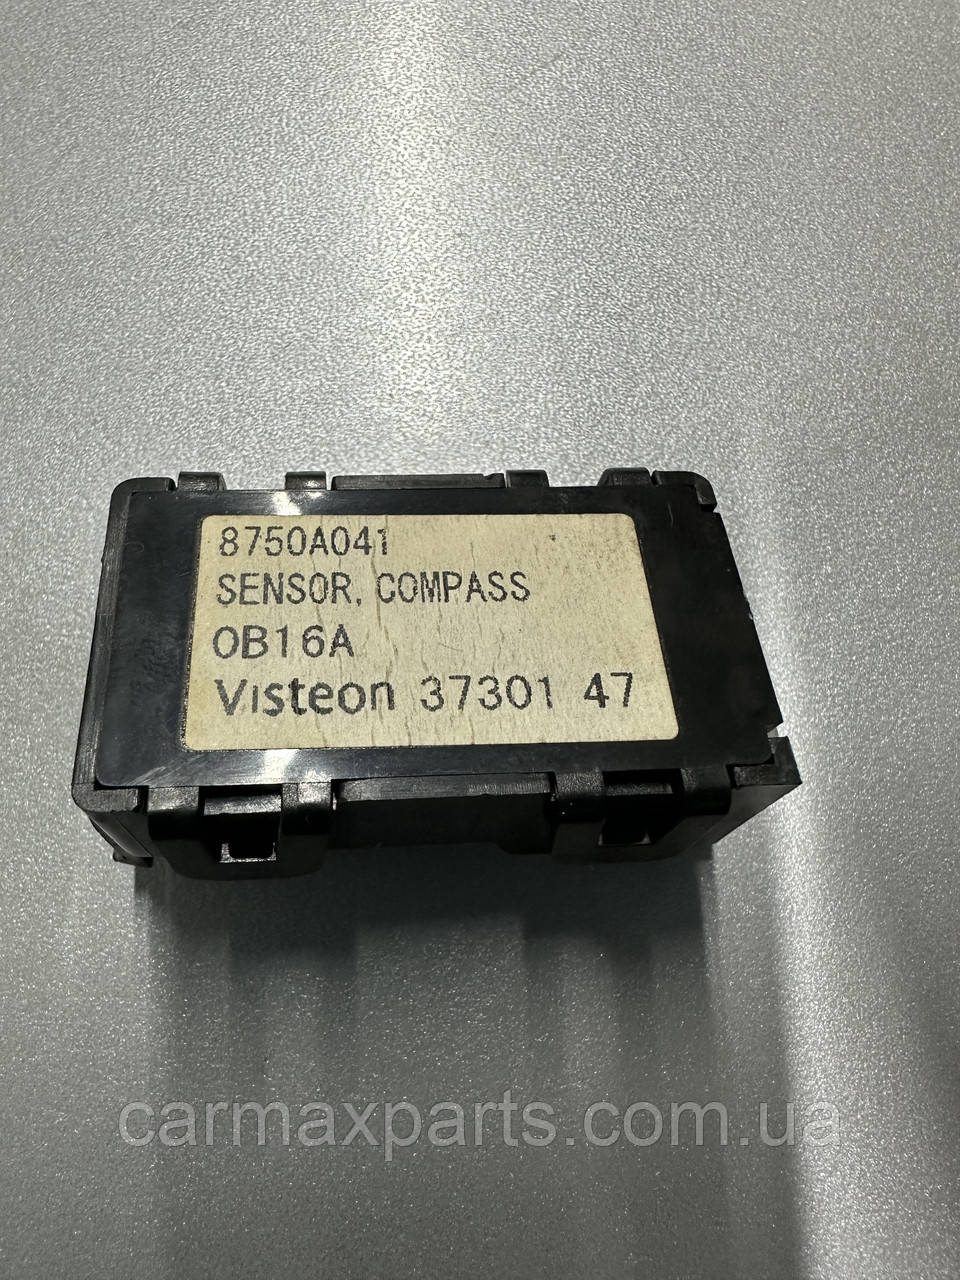 8750A041
SENSOR, COMPASS
OB16A
Visteon 37301 47
carmaxparts.com.ua